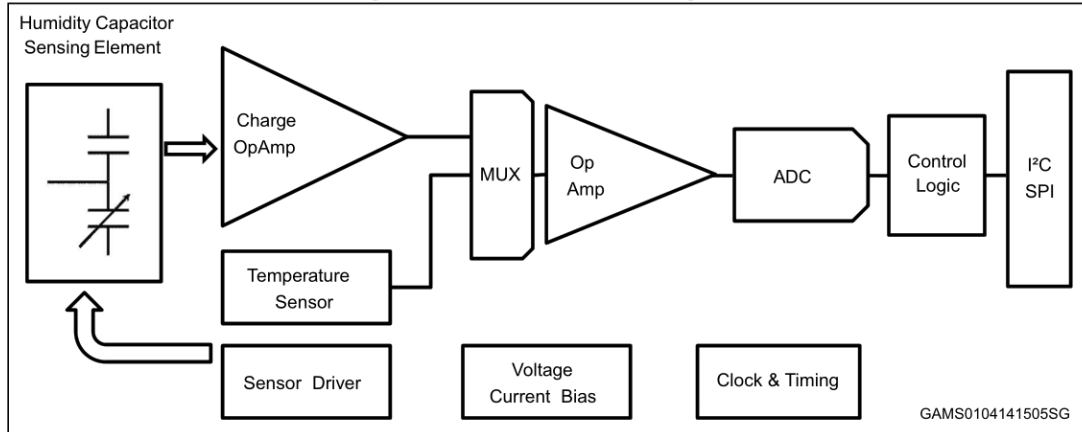 Humidity Capacitor
Sensing Element
Charge
OpAmp
MUX
Op
Amp
ADC
Control
Logic
I²C
SPI
Temperature
Sensor
Sensor Driver
Voltage
Current Bias
Clock & Timing
GAMS0104141505SG